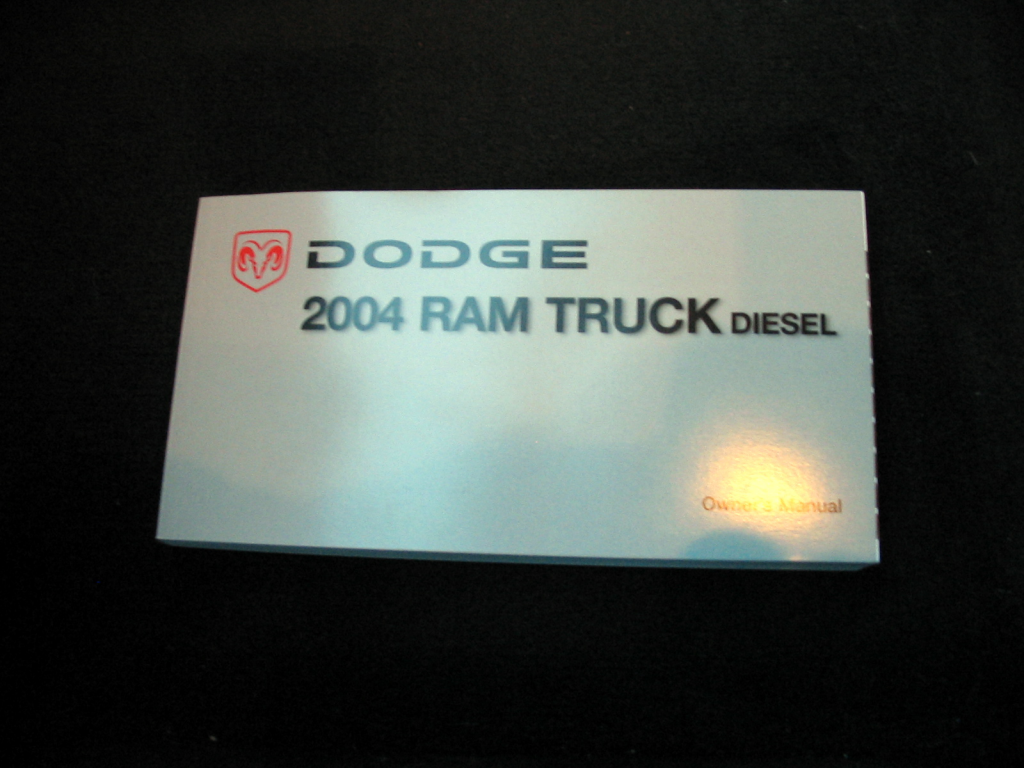 DODGE
2004 RAM TRUCK DIESEL
Owner's Manual